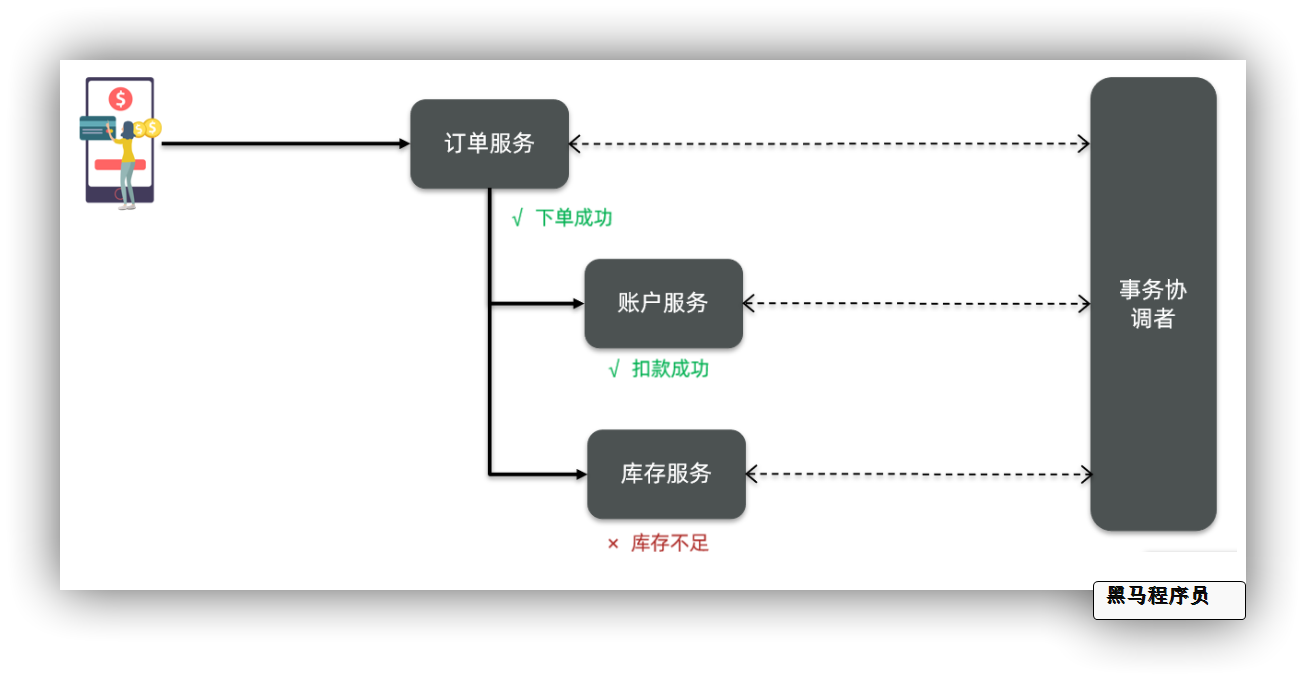 订单服务
√ 下单成功
账户服务
√ 扣款成功
事务协
调者
库存服务
× 库存不足
黑马程序员